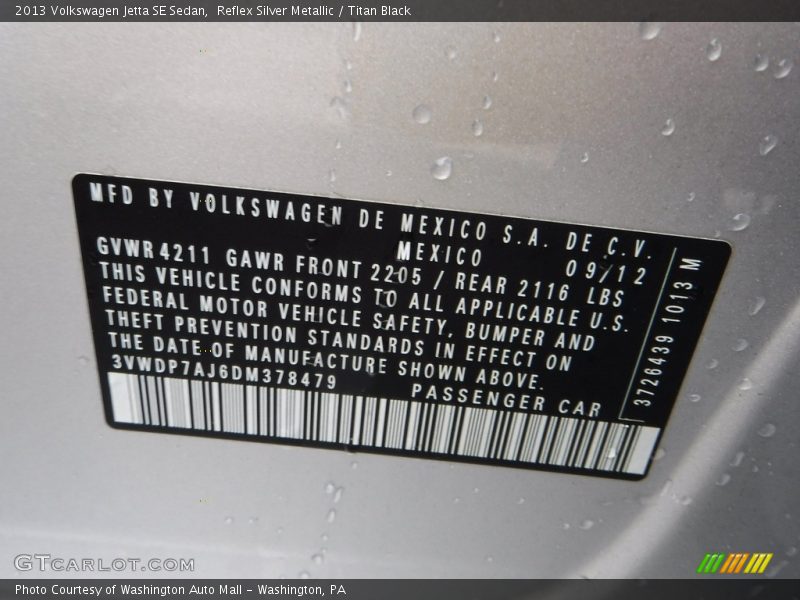 2013 Volkswagen Jetta SE Sedan,  Reflex Silver Metallic / Titan Black
MFD BY VOLKSWAGEN DE MEXICO S.A. DE C.V.
MEXICO 09/12
GVWR4211 GAWR FRONT 2205 / REAR 2116 LBS
THIS VEHICLE CONFORMS TO ALL APPLICABLE U.S.
FEDERAL MOTOR VEHICLE SAFETY, BUMPER AND
THEFT PREVENTION STANDARDS IN EFFECT ON
THE DATE OF MANUFACTURE SHOWN ABOVE.
3VWDP7AJ6DM378479 PASSENGER CAR
3726439 1013 M
GTCARLOT.COM
Photo Courtesy of Washington Auto Mall - Washington, PA